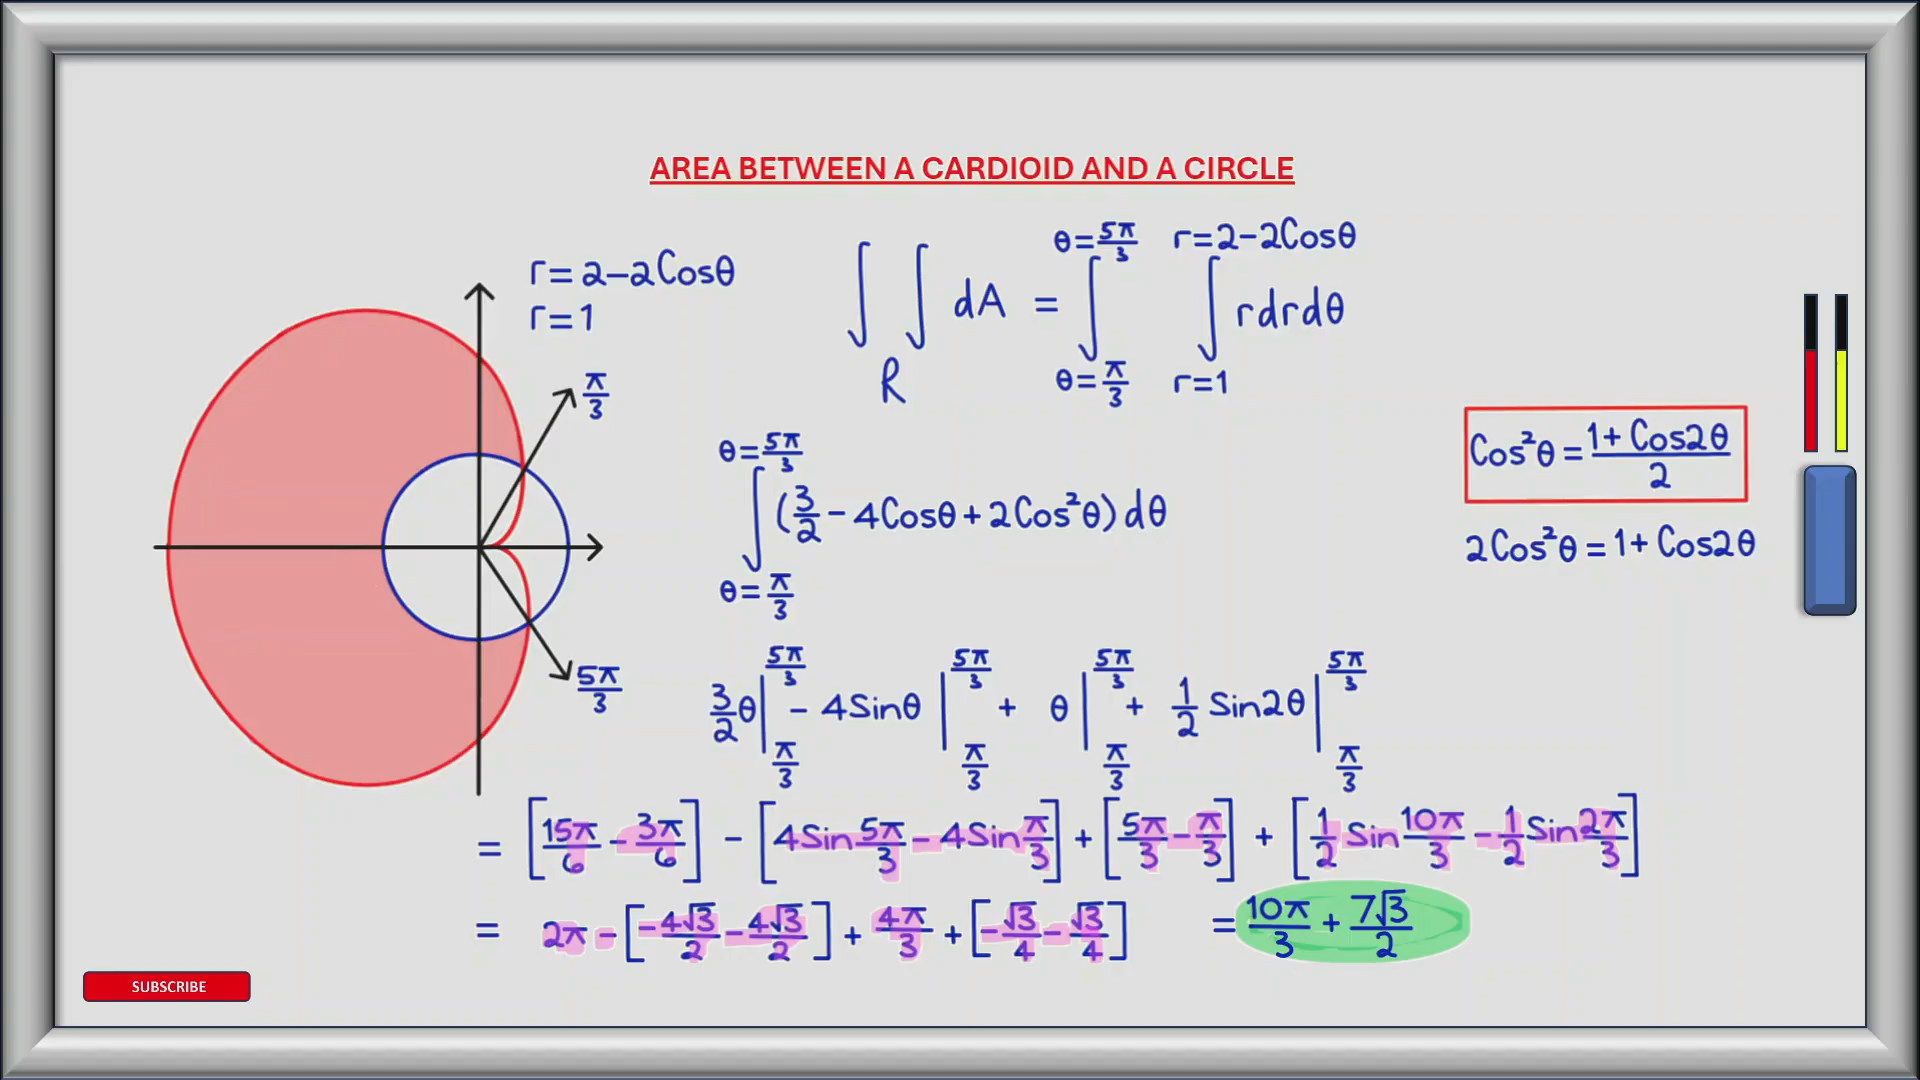 AREA BETWEEN A CARDIOID AND A CIRCLE
r=2-2Cosθ
r=1
π/3
5π/3
∫∫ dA = ∫ ∫ rdrdθ
R
θ=5π/3 r=2-2Cosθ
θ=π/3 r=1
θ=5π/3
∫(3/2 - 4Cosθ + 2Cos²θ) dθ
θ=π/3
Cos²θ = (1 + Cos2θ)/2
2Cos²θ = 1 + Cos2θ
3/2 θ |_{π/3}^{5π/3} - 4Sinθ |_{π/3}^{5π/3} + θ |_{π/3}^{5π/3} + 1/2 Sin2θ |_{π/3}^{5π/3}
= [15π/6 - 3π/6] - [4Sin 5π/3 - 4Sin π/3] + [5π/3 - π/3] + [1/2 Sin 10π/3 - 1/2 Sin 2π/3]
= 2π - [-4√3/2 - 4√3/2] + 4π/3 + [-√3/4 - √3/4] = 10π/3 + 7√3/2
SUBSCRIBE